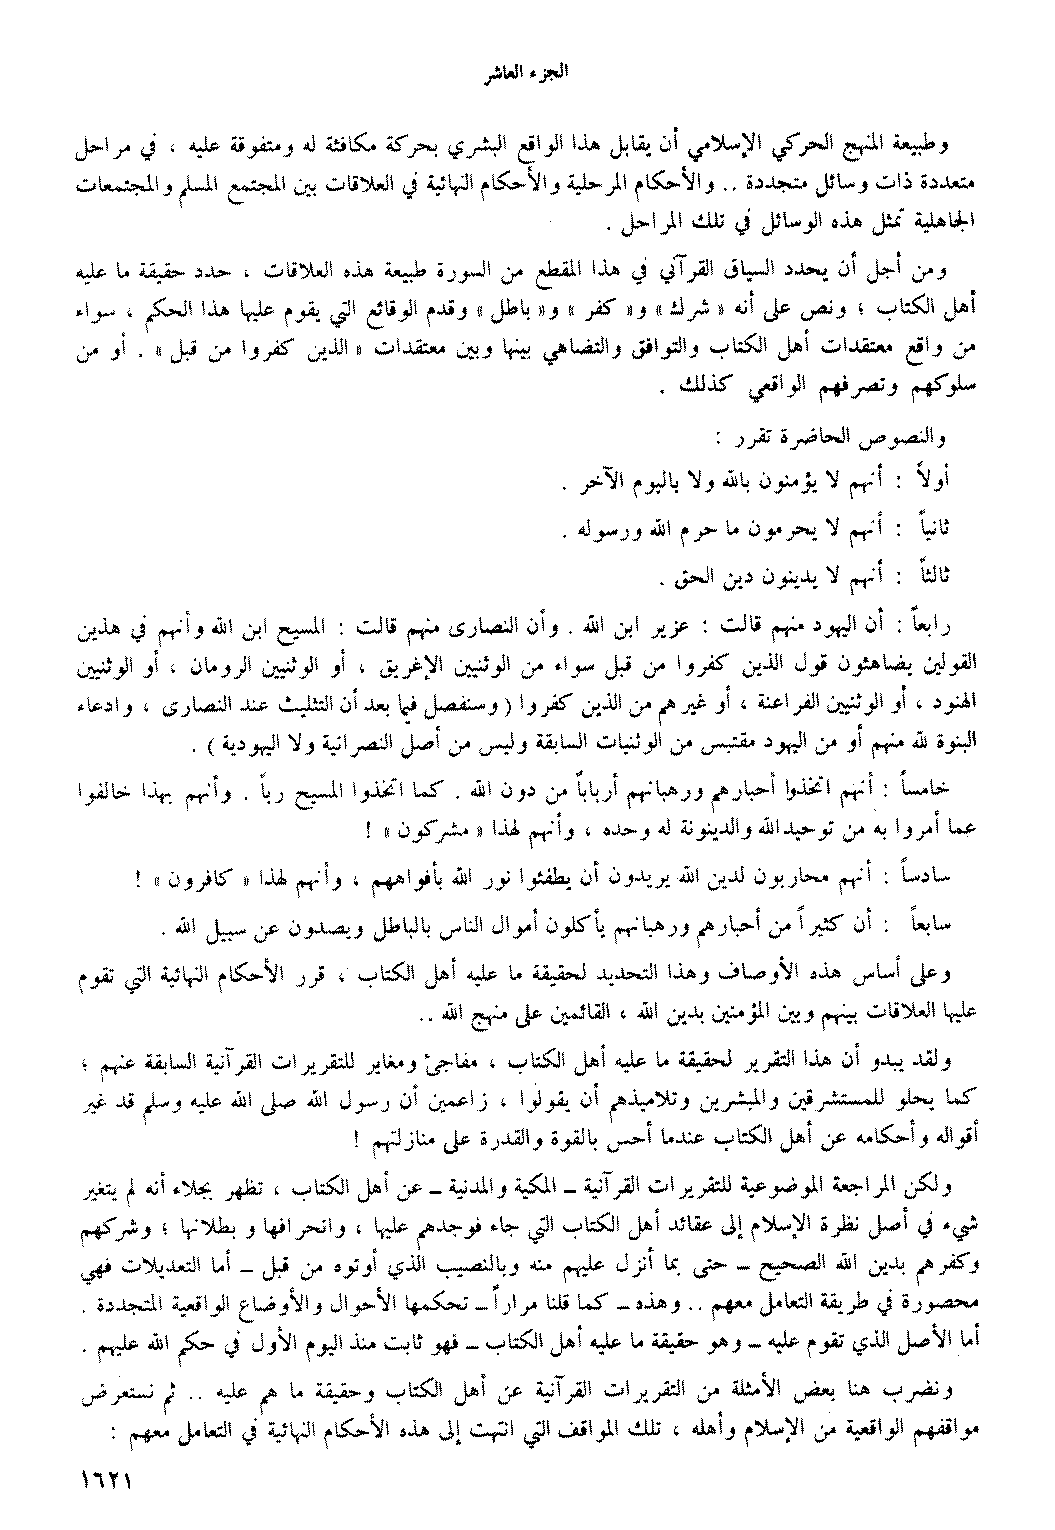 الجزء العاشر
وطبيعة المنهج الحركي الإسلامي أن يقابل هذا الواقع البشري بحركة مكافئة له ومتفوقة عليه ، في مراحل
متعددة ذات وسائل متجددة .. والأحكام المرحلية والأحكام النهائية في العلاقات بين المجتمع المسلم والمجتمعات
الجاهلية تمثل هذه الوسائل في تلك المراحل .
ومن أجل أن يحدد السياق القرآني في هذا المقطع من السورة طبيعة هذه العلاقات ، حدد حقيقة ما عليه
أهل الكتاب ؛ ونص على أنه « شرك » و« كفر » و« باطل » وقدم الوقائع التي يقوم عليها هذا الحكم ، سواء
من واقع معتقدات أهل الكتاب والتوافق والتضاهي بينها وبين معتقدات « الذين كفروا من قبل » . أو من
سلوكهم وتصرفهم الواقعي كذلك .
والنصوص الحاضرة تقرر :
أولاً : أنهم لا يؤمنون بالله ولا باليوم الآخر .
ثانياً : أنهم لا يحرمون ما حرم الله ورسوله .
ثالثاً : أنهم لا يدينون دين الحق .
رابعاً : أن اليهود منهم قالت : عزير ابن الله . وأن النصارى منهم قالت : المسيح ابن الله وأنهم في هذين
القولين يضاهئون قول الذين كفروا من قبل سواء من الوثنيين الإغريق ، أو الوثنيين الرومان ، أو الوثنيين
الهنود ، أو الوثنيين الفراعنة ، أو غيرهم من الذين كفروا ( وسنفصل فيما بعد أن التثليث عند النصارى ، وادعاء
البنوة لله منهم أو من اليهود مقتبس من الوثنيات السابقة وليس من أصل النصرانية ولا اليهودية ) .
خامساً : أنهم اتخذوا أحبارهم ورهبانهم أرباباً من دون الله . كما اتخذوا المسيح رباً . وأنهم بهذا خالفوا
عما أمروا به من توحيد الله والدينونة له وحده ، وأنهم لهذا « مشركون » !
سادساً : أنهم محاربون لدين الله يريدون أن يطفئوا نور الله بأفواههم ، وأنهم لهذا « كافرون » !
سابعاً : أن كثيراً من أحبارهم ورهبانهم يأكلون أموال الناس بالباطل ويصدون عن سبيل الله .
وعلى أساس هذه الأوصاف وهذا التحديد لحقيقة ما عليه أهل الكتاب ، قرر الأحكام النهائية التي تقوم
عليها العلاقات بينهم وبين المؤمنين بدين الله ، القائمين على منهج الله ..
ولقد يبدو أن هذا التقرير لحقيقة ما عليه أهل الكتاب ، مفاجئ ومغاير للتقريرات القرآنية السابقة عنهم ؛
كما يحلو للمستشرقين والمبشرين وتلاميذهم أن يقولوا ، زاعمين أن رسول الله صلى الله عليه وسلم قد غير
أقواله وأحكامه عن أهل الكتاب عندما أحس بالقوة والقدرة على منازلتهم !
ولكن المراجعة الموضوعية للتقريرات القرآنية ـ المكية والمدنية ـ عن أهل الكتاب ، تظهر بجلاء أنه لم يتغير
شيء في أصل نظرة الإسلام إلى عقائد أهل الكتاب التي جاء فوجدهم عليها ، وانحرافها و بطلانها ؛ وشركهم
وكفرهم بدين الله الصحيح ـ حتى بما أنزل عليهم منه وبالنصيب الذي أوتوه من قبل ـ أما التعديلات فهي
محصورة في طريقة التعامل معهم .. وهذه ـ كما قلنا مراراً ـ تحكمها الأحوال والأوضاع الواقعية المتجددة .
أما الأصل الذي تقوم عليه ـ وهو حقيقة ما عليه أهل الكتاب ـ فهو ثابت منذ اليوم الأول في حكم الله عليهم .
ونضرب هنا بعض الأمثلة من التقريرات القرآنية عن أهل الكتاب وحقيقة ما هم عليه .. ثم نستعرض
مواقفهم الواقعية من الإسلام وأهله ، تلك المواقف التي انتهت إلى هذه الأحكام النهائية في التعامل معهم :
١٦٢١